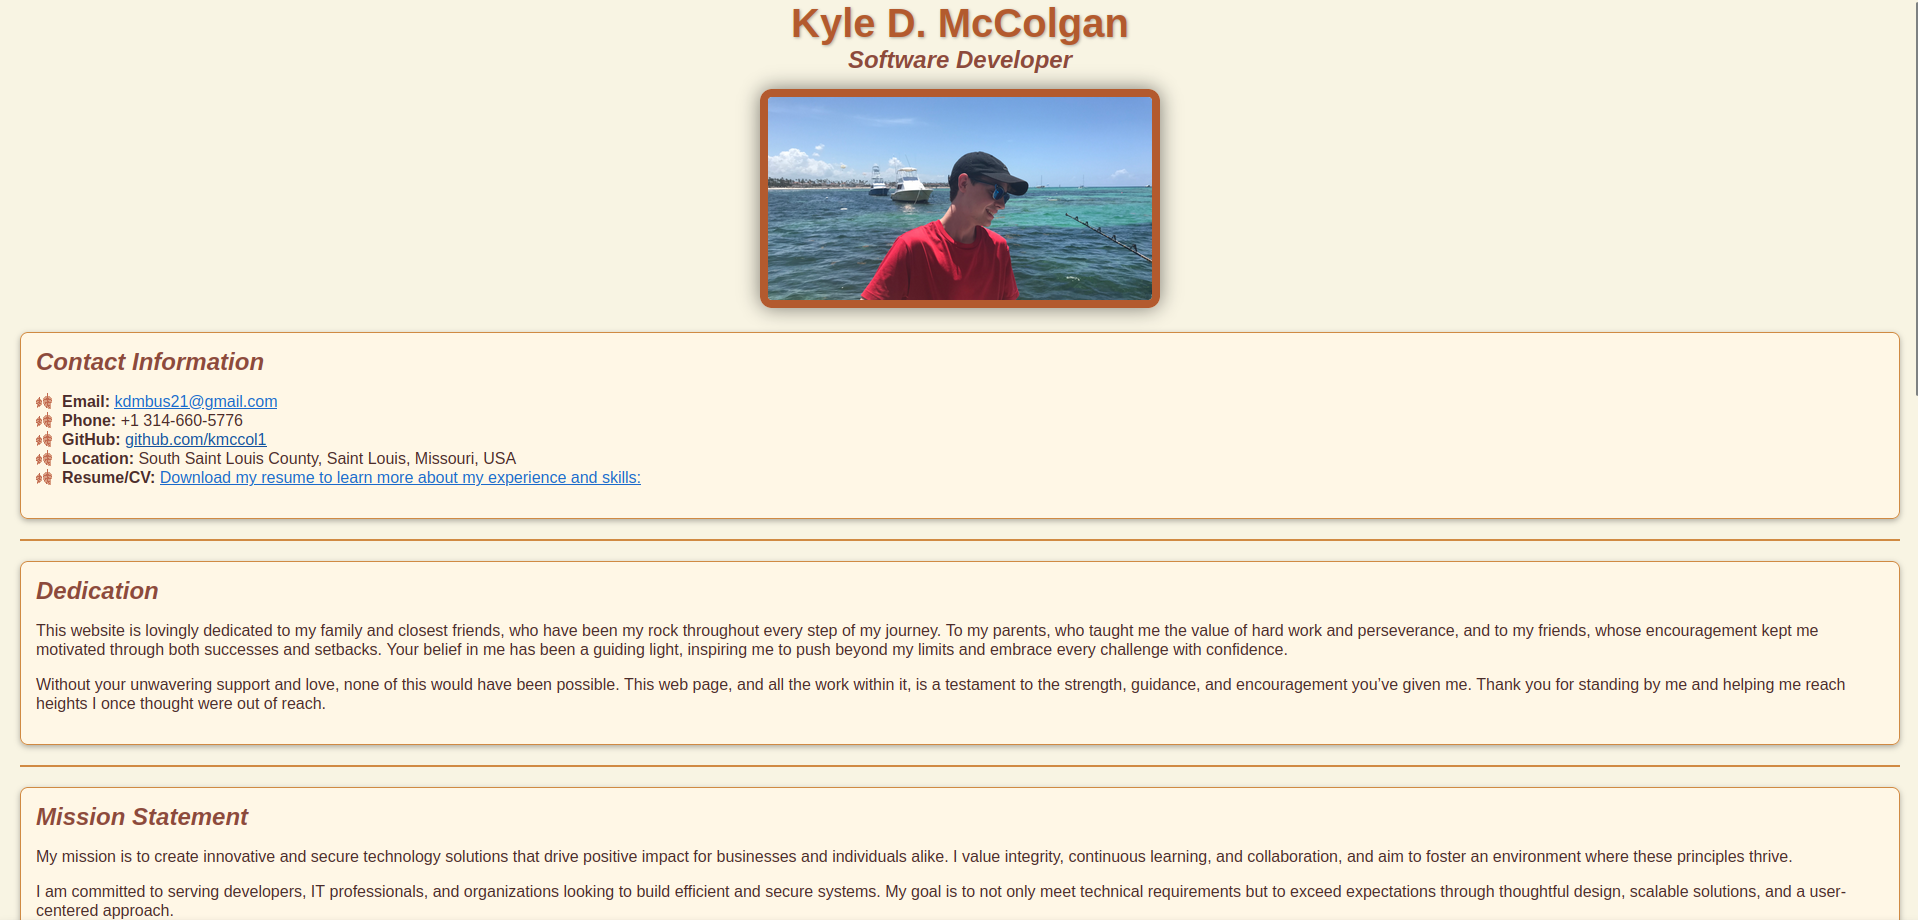 Kyle D. McColgan
Software Developer
Contact Information
Email: kdmbus21@gmail.com
Phone: +1 314-660-5776
GitHub: github.com/kmccol1
Location: South Saint Louis County, Saint Louis, Missouri, USA
Resume/CV: Download my resume to learn more about my experience and skills:
Dedication
This website is lovingly dedicated to my family and closest friends, who have been my rock throughout every step of my journey. To my parents, who taught me the value of hard work and perseverance, and to my friends, whose encouragement kept me
motivated through both successes and setbacks. Your belief in me has been a guiding light, inspiring me to push beyond my limits and embrace every challenge with confidence.
Without your unwavering support and love, none of this would have been possible. This web page, and all the work within it, is a testament to the strength, guidance, and encouragement you've given me. Thank you for standing by me and helping me reach
heights I once thought were out of reach.
Mission Statement
My mission is to create innovative and secure technology solutions that drive positive impact for businesses and individuals alike. I value integrity, continuous learning, and collaboration, and aim to foster an environment where these principles thrive.
I am committed to serving developers, IT professionals, and organizations looking to build efficient and secure systems. My goal is to not only meet technical requirements but to exceed expectations through thoughtful design, scalable solutions, and a user-
centered approach.